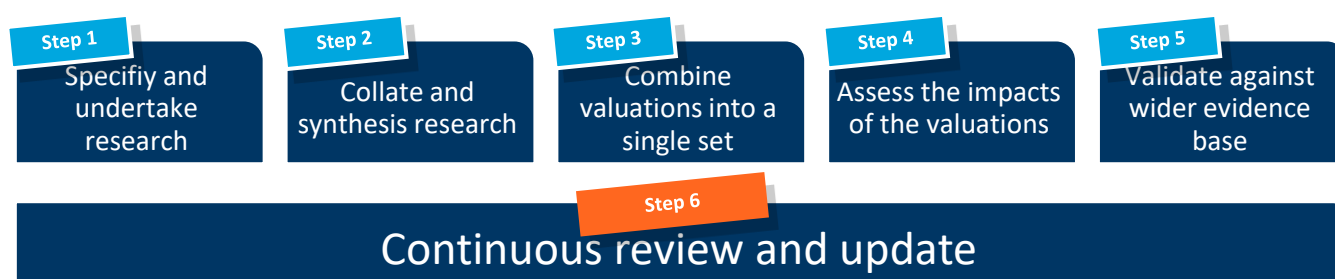 Step 1
Specifiy and
undertake
research
Step 2
Collate and
synthesis research
Step 3
Combine
valuations into a
single set
Step 4
Assess the impacts
of the valuations
Step 5
Validate against
wider evidence
base
Step 6
Continuous review and update